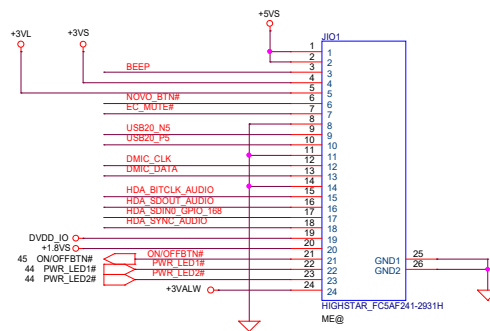 +5VS
+3VL
+3VS
JIO1
1 1
2 2
BEEP 3 3
4 4
5 5
NOVO_BTN# 6 6
EC_MUTE# 7 7
8 8
USB20_N5 9 9
USB20_P5 10 10
11 11
DMIC_CLK 12 12
DMIC_DATA 13 13
14 14
HDA_BITCLK_AUDIO 15 15
HDA_SDOUT_AUDIO 16 16
HDA_SDIN0_GPIO_168 17 17
HDA_SYNC_AUDIO 18 18
DVDD_IO 19 19
+1.8VS 20 20
45 ON/OFFBTN# ON/OFFBTN# 21 21 GND1 25
44 PWR_LED1# PWR_LED1# 22 22 GND2 26
44 PWR_LED2# PWR_LED2# 23 23
+3VALW 24 24
HIGHSTAR_FC5AF241-2931H
ME@